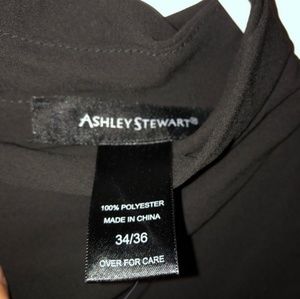 ASHLEY STEWART®
100% POLYESTER
MADE IN CHINA
34/36
OVER FOR CARE